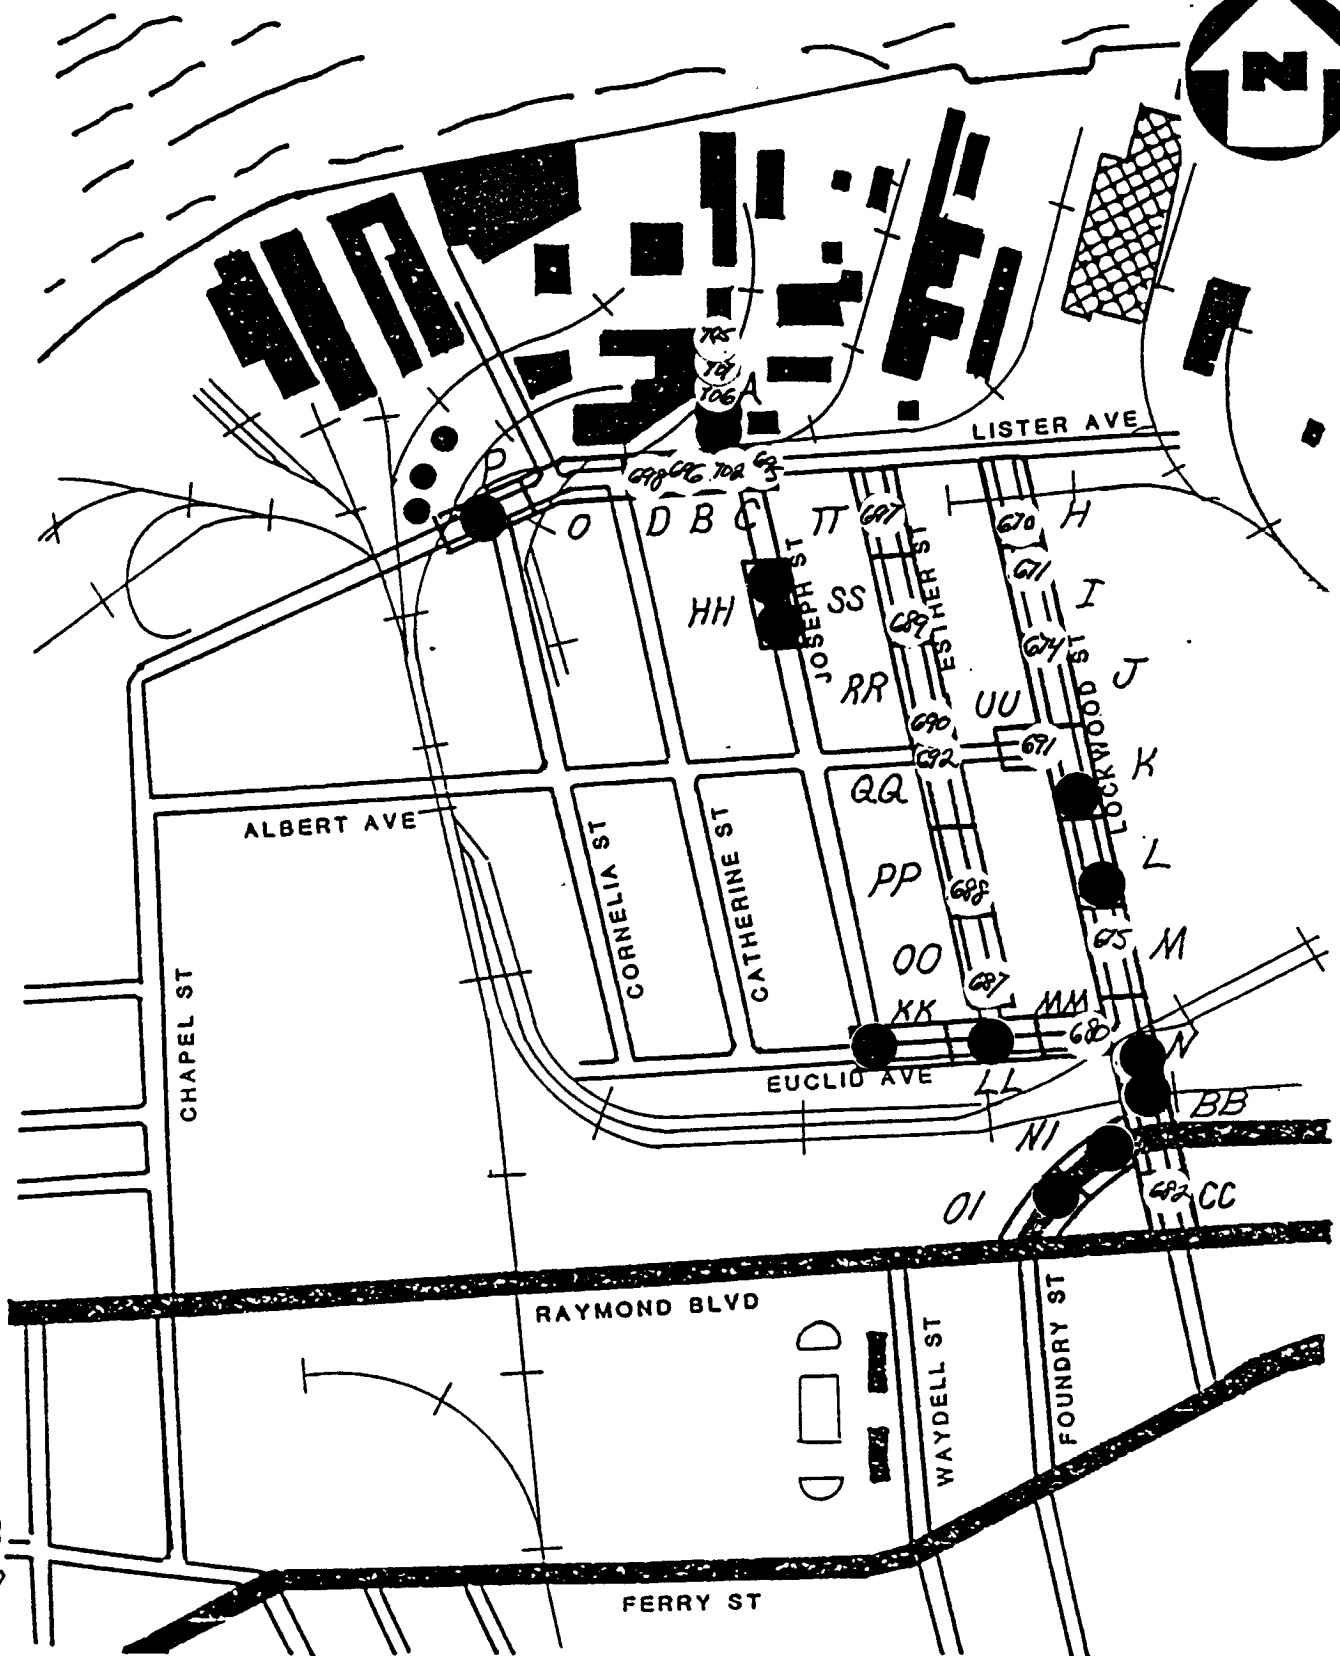 N
705
707
706 A
LISTER AVE
P
698 696 702 695
O D B C TT 697 670 H
JOSEPH ST
ESTHER ST
671
HH SS 689 I
674
LOCKWOOD ST
J
RR
690 UU
692 691
QQ K
ALBERT AVE
CORNELIA ST
CATHERINE ST
PP 688 L
OO 675 M
687
CHAPEL ST
KK MM
680
N
EUCLID AVE LL
BB
N1
O1 682 CC
RAYMOND BLVD
WAYDELL ST
FOUNDRY ST
FERRY ST